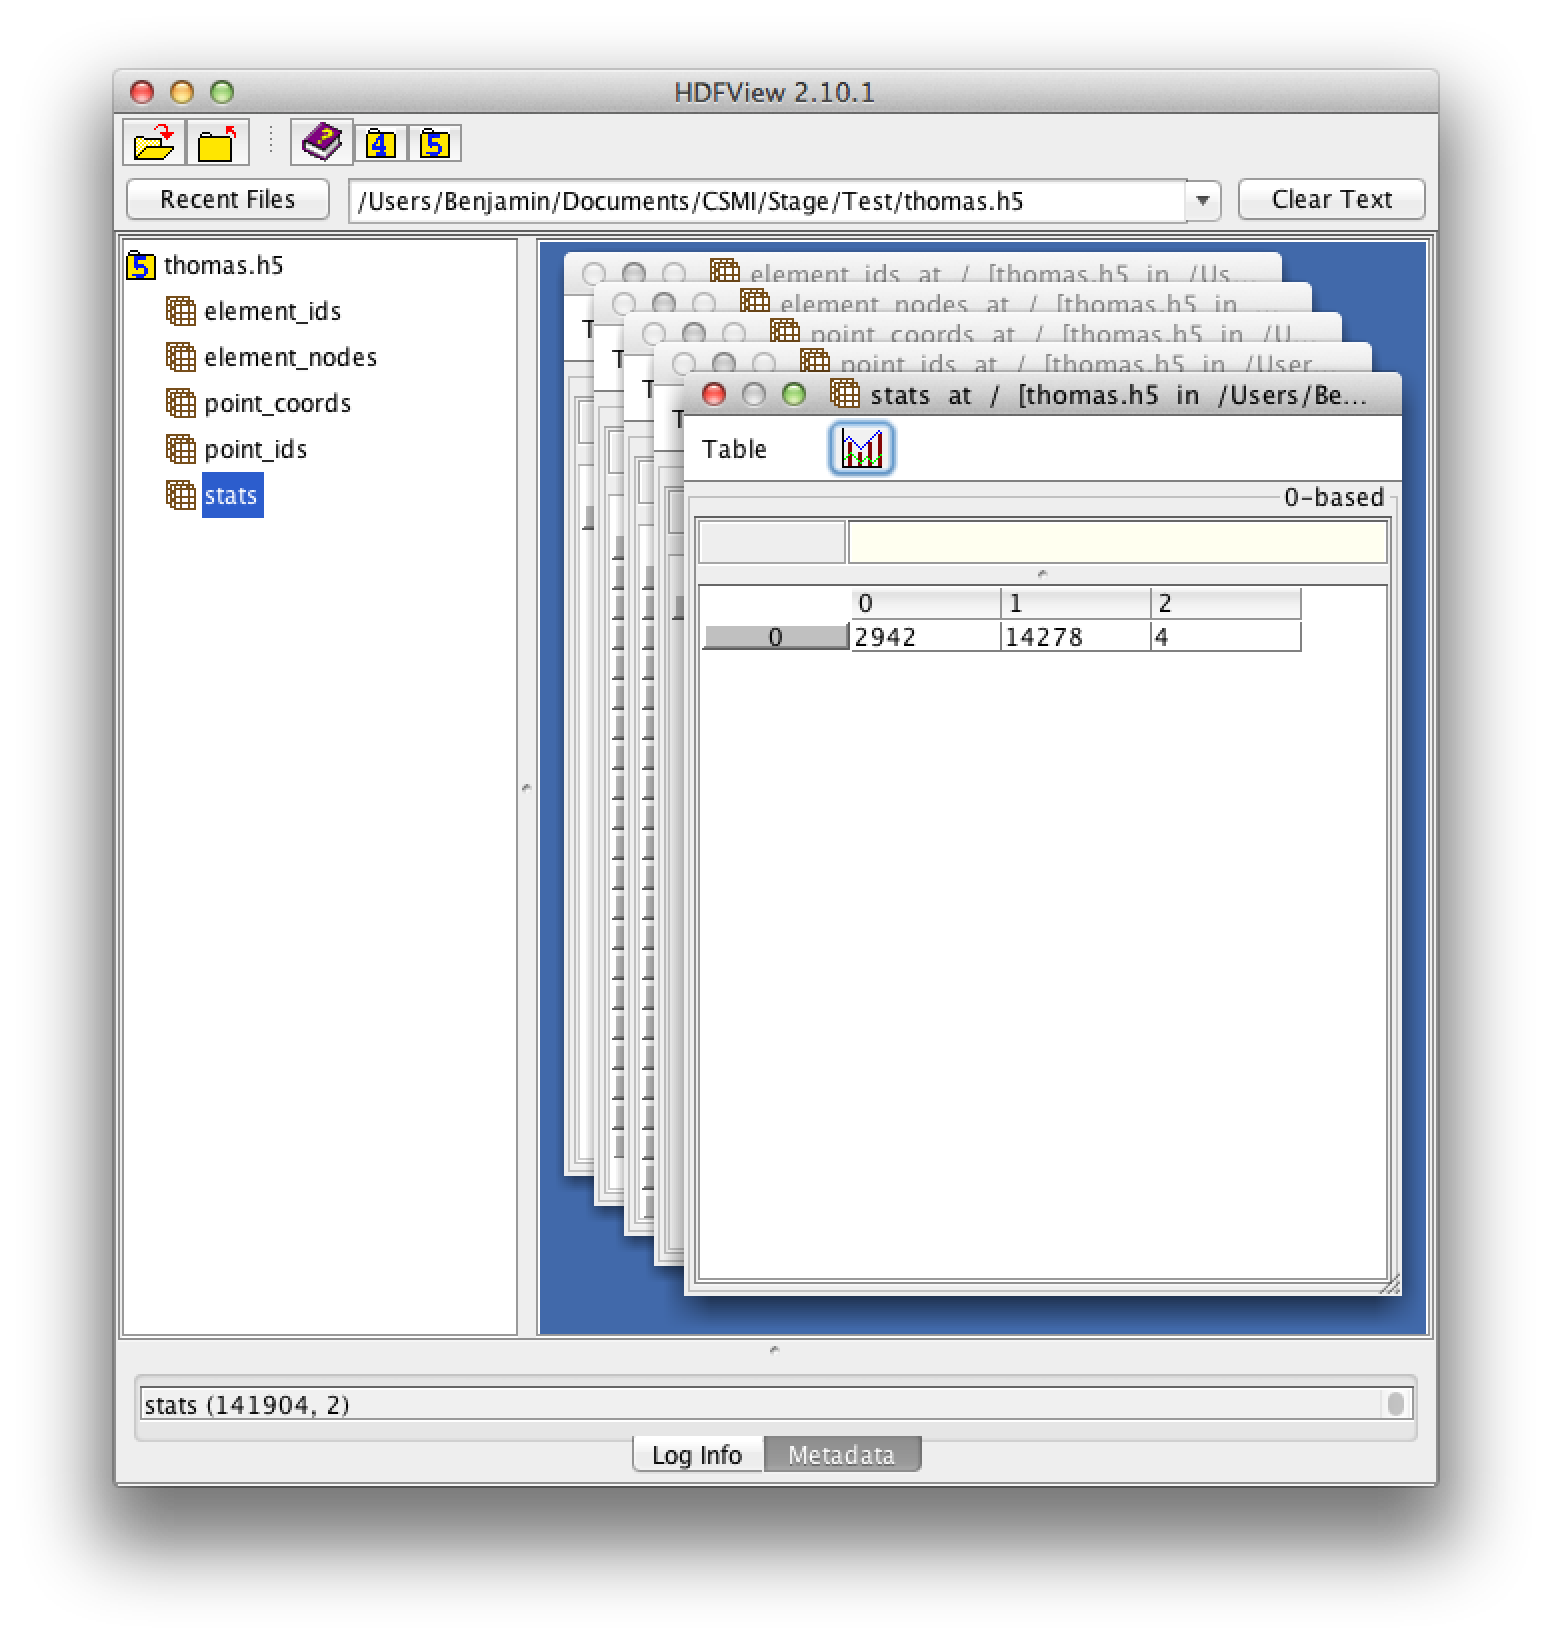 HDFView 2.10.1
? 4 5
Recent Files /Users/Benjamin/Documents/CSMI/Stage/Test/thomas.h5 Clear Text
5 thomas.h5
element_ids
element_nodes
point_coords
point_ids
stats
element_ids at / [thomas.h5 in /Us...
element_nodes at / [thomas.h5 in ...
point_coords at / [thomas.h5 in /U...
point_ids at / [thomas.h5 in /User...
stats at / [thomas.h5 in /Users/Be...
T
T
T
T
Table
0-based
0 1 2
0 2942 14278 4
stats (141904, 2)
Log Info Metadata